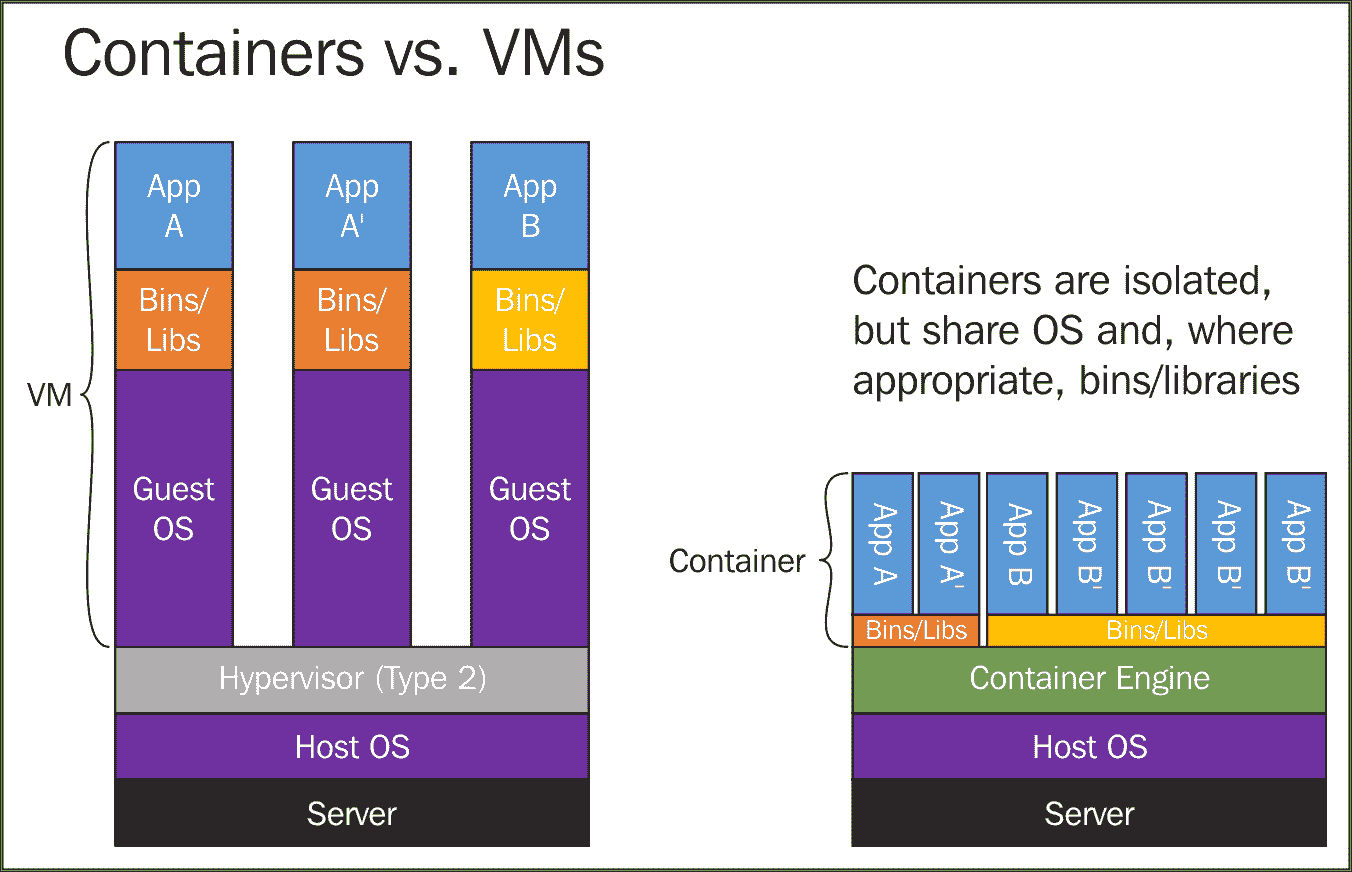 Containers vs. VMs
App
A
App
A'
App
B
Bins/
Libs
Bins/
Libs
Bins/
Libs
VM
Guest
OS
Guest
OS
Guest
OS
Hypervisor (Type 2)
Host OS
Server
Containers are isolated,
but share OS and, where
appropriate, bins/libraries
Container
App A
App A'
App B
App B'
App B'
App B'
App B'
Bins/Libs
Bins/Libs
Container Engine
Host OS
Server